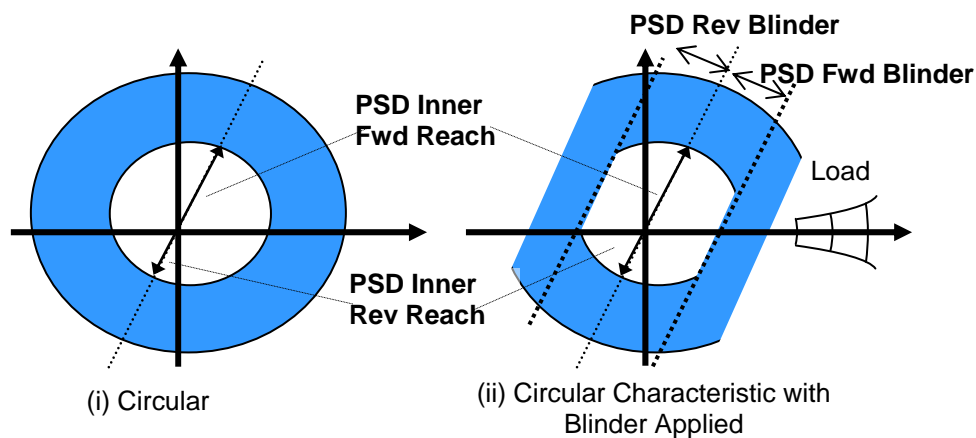 PSD Rev Blinder
PSD Fwd Blinder
PSD Inner
Fwd Reach
Load
PSD Inner
Rev Reach
(i) Circular
(ii) Circular Characteristic with
Blinder Applied